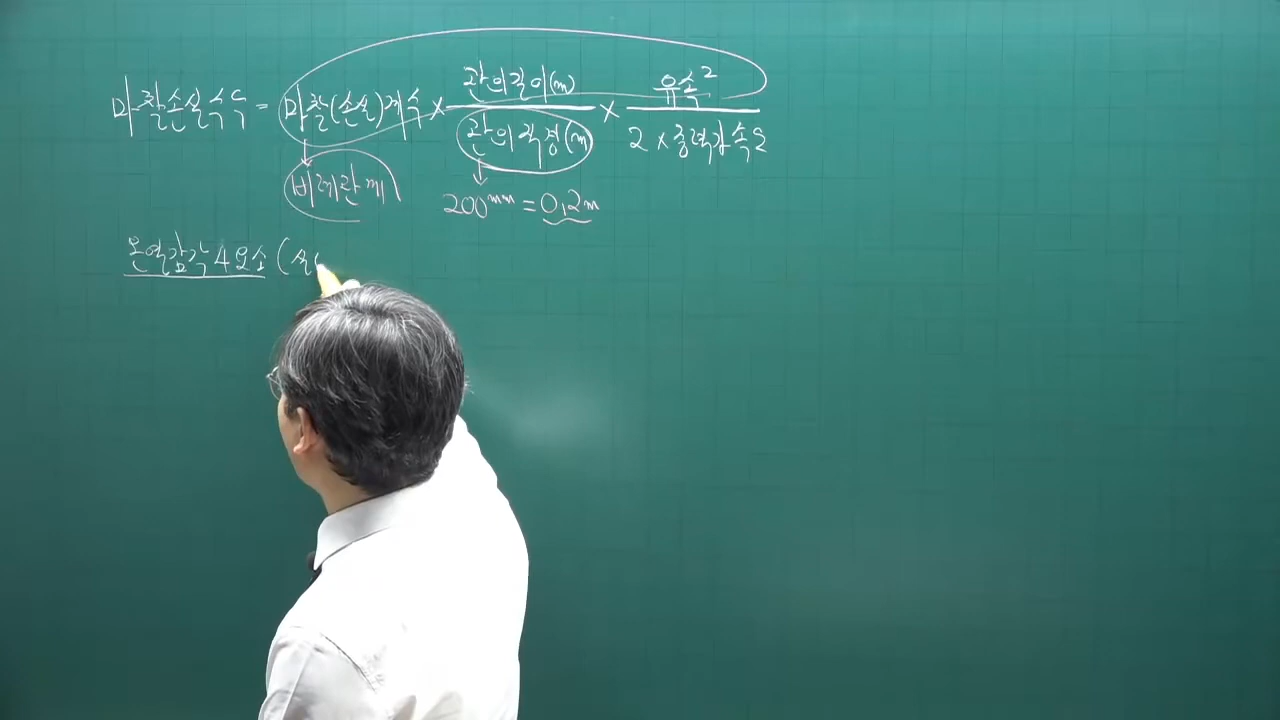 마찰손실수두 = 마찰(손실)계수 × 관의길이(m) / 관의직경(m) × 유속² / 2 × 중력가속도
비례관계
200mm = 0.2m
온열감각4요소 (